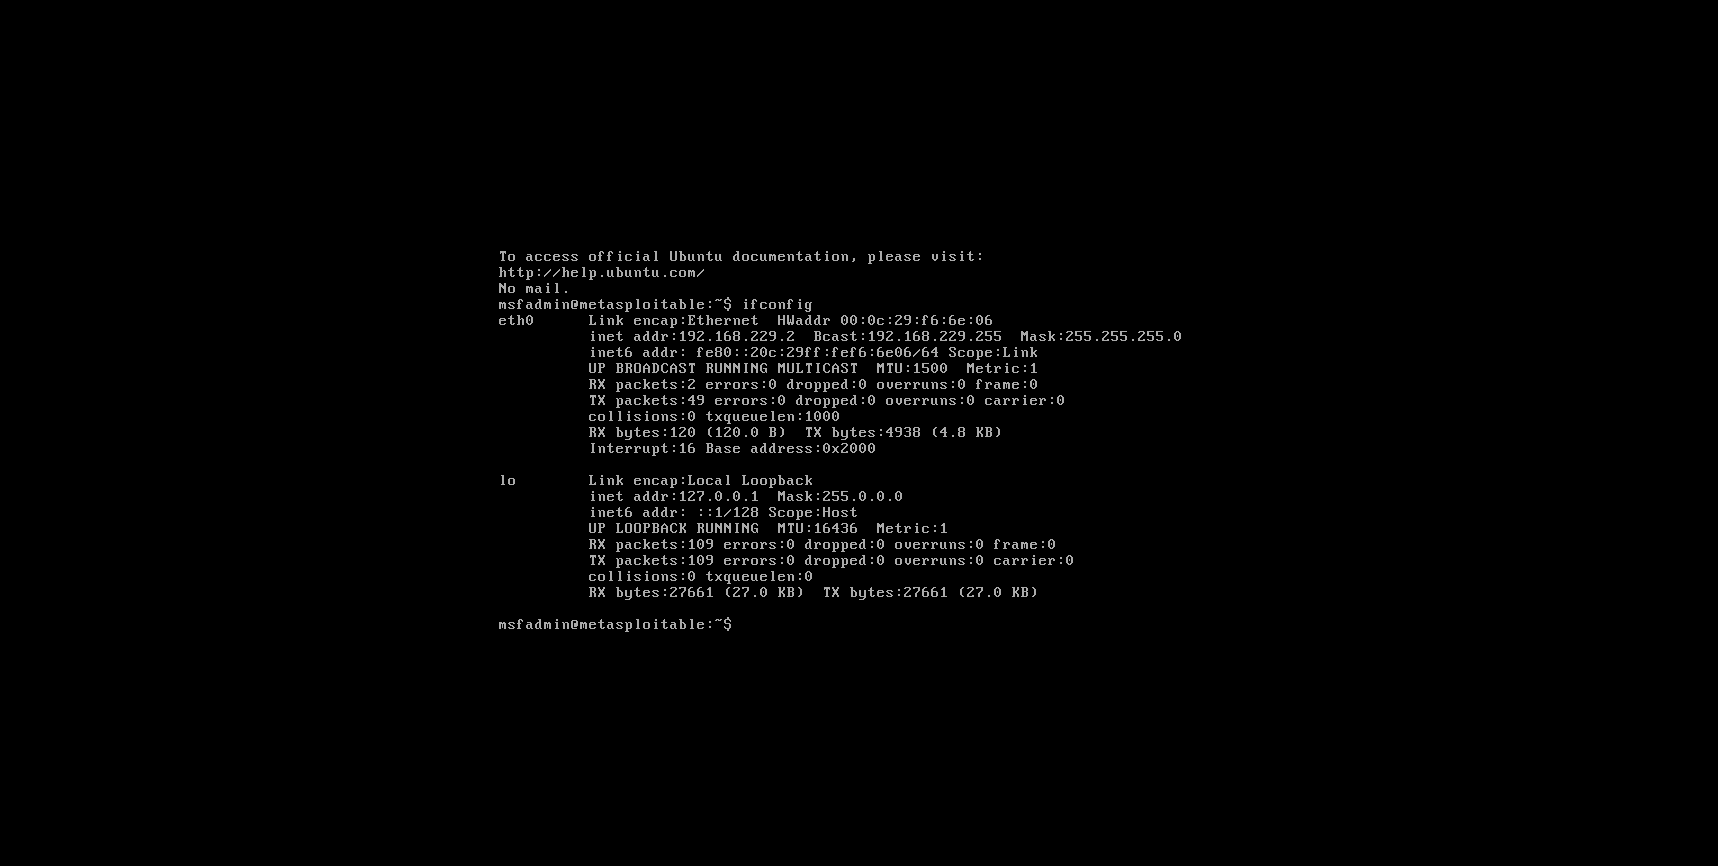 To access official Ubuntu documentation, please visit:
http://help.ubuntu.com/
No mail.
msfadmin@metasploitable:~$ ifconfig
eth0      Link encap:Ethernet  HWaddr 00:0c:29:f6:6e:06
          inet addr:192.168.229.2  Bcast:192.168.229.255  Mask:255.255.255.0
          inet6 addr: fe80::20c:29ff:fef6:6e06/64 Scope:Link
          UP BROADCAST RUNNING MULTICAST  MTU:1500  Metric:1
          RX packets:2 errors:0 dropped:0 overruns:0 frame:0
          TX packets:49 errors:0 dropped:0 overruns:0 carrier:0
          collisions:0 txqueuelen:1000
          RX bytes:120 (120.0 B)  TX bytes:4938 (4.8 KB)
          Interrupt:16 Base address:0x2000

lo        Link encap:Local Loopback
          inet addr:127.0.0.1  Mask:255.0.0.0
          inet6 addr: ::1/128 Scope:Host
          UP LOOPBACK RUNNING  MTU:16436  Metric:1
          RX packets:109 errors:0 dropped:0 overruns:0 frame:0
          TX packets:109 errors:0 dropped:0 overruns:0 carrier:0
          collisions:0 txqueuelen:0
          RX bytes:27661 (27.0 KB)  TX bytes:27661 (27.0 KB)

msfadmin@metasploitable:~$